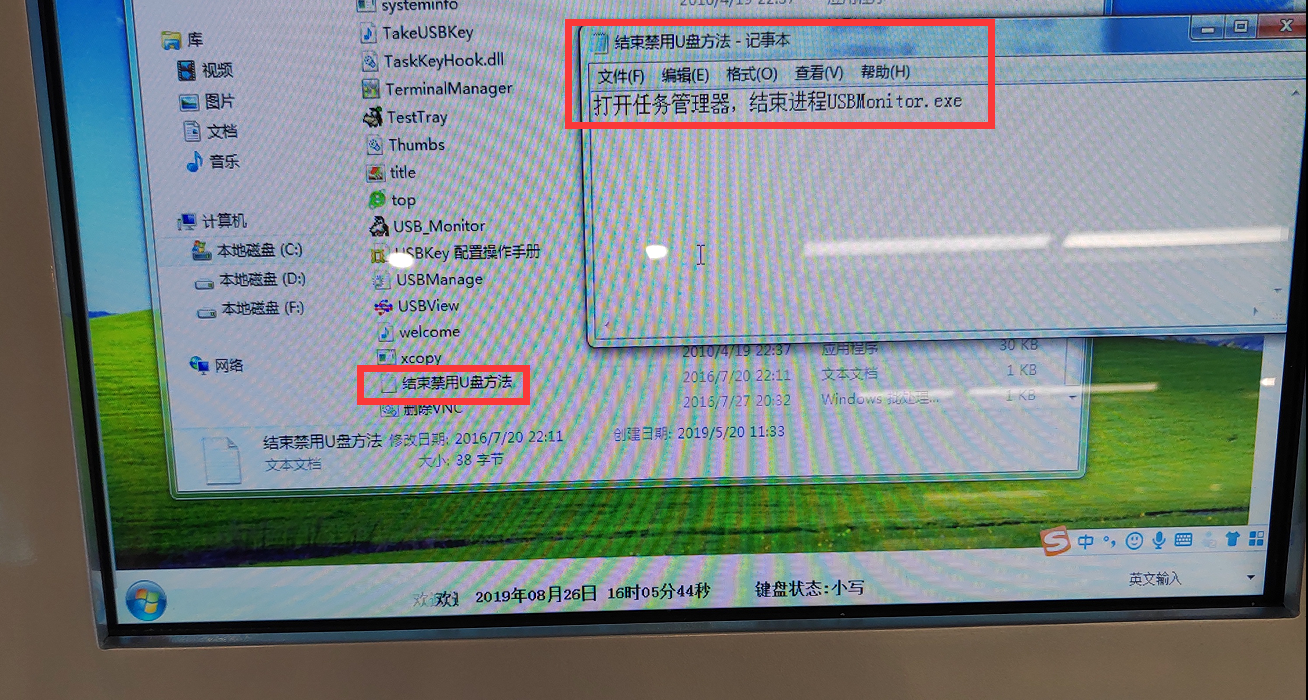 systeminfo
TakeUSBKey
TaskKeyHook.dll
TerminalManager
TestTray
Thumbs
title
top
USB_Monitor
USBKey 配置操作手册
USBManage
USBView
welcome
xcopy
结束禁用U盘方法
删除VNC
库
视频
图片
文档
音乐
计算机
本地磁盘 (C:)
本地磁盘 (D:)
本地磁盘 (F:)
网络
结束禁用U盘方法 - 记事本
文件(F) 编辑(E) 格式(O) 查看(V) 帮助(H)
打开任务管理器，结束进程USBMonitor.exe
2010/4/19 22:37 应用程序 30 KB
2016/7/20 22:11 文本文档 1 KB
2016/7/27 20:32 Windows 批处理... 1 KB
结束禁用U盘方法 修改日期: 2016/7/20 22:11 创建日期: 2019/5/20 11:33
文本文档 大小: 38 字节
中
英文输入
2019年08月26日 16时05分44秒 键盘状态:小写